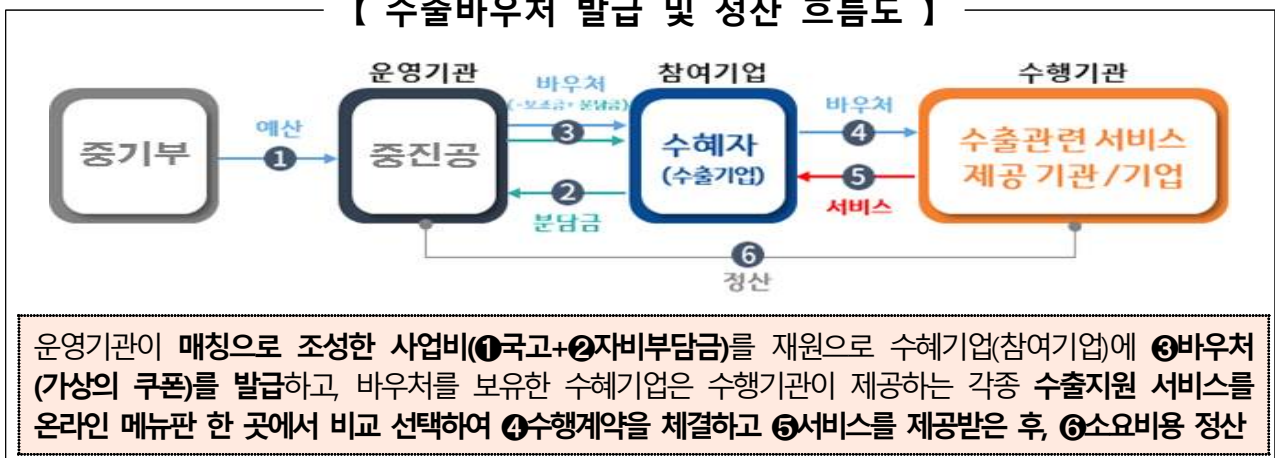 【 수출바우처 발급 및 정산 흐름도 】
운영기관
참여기업
수행기관
바우처
(=보조금+분담금)
바우처
예산
❶
❸
❹
중기부
중진공
수혜자
(수출기업)
수출관련 서비스
제공 기관/기업
❷
분담금
❺
서비스
❻
정산
운영기관이 매칭으로 조성한 사업비(❶국고+❷자비부담금)를 재원으로 수혜기업(참여기업)에 ❸바우처
(가상의 쿠폰)를 발급하고, 바우처를 보유한 수혜기업은 수행기관이 제공하는 각종 수출지원 서비스를
온라인 메뉴판 한 곳에서 비교 선택하여 ❹수행계약을 체결하고 ❺서비스를 제공받은 후, ❻소요비용 정산